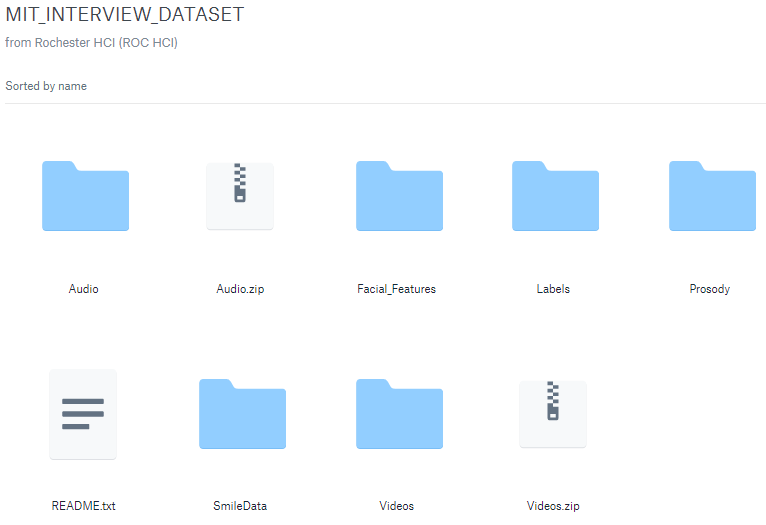 MIT_INTERVIEW_DATASET
from Rochester HCI (ROC HCI)
Sorted by name
Audio
Audio.zip
Facial_Features
Labels
Prosody
README.txt
SmileData
Videos
Videos.zip